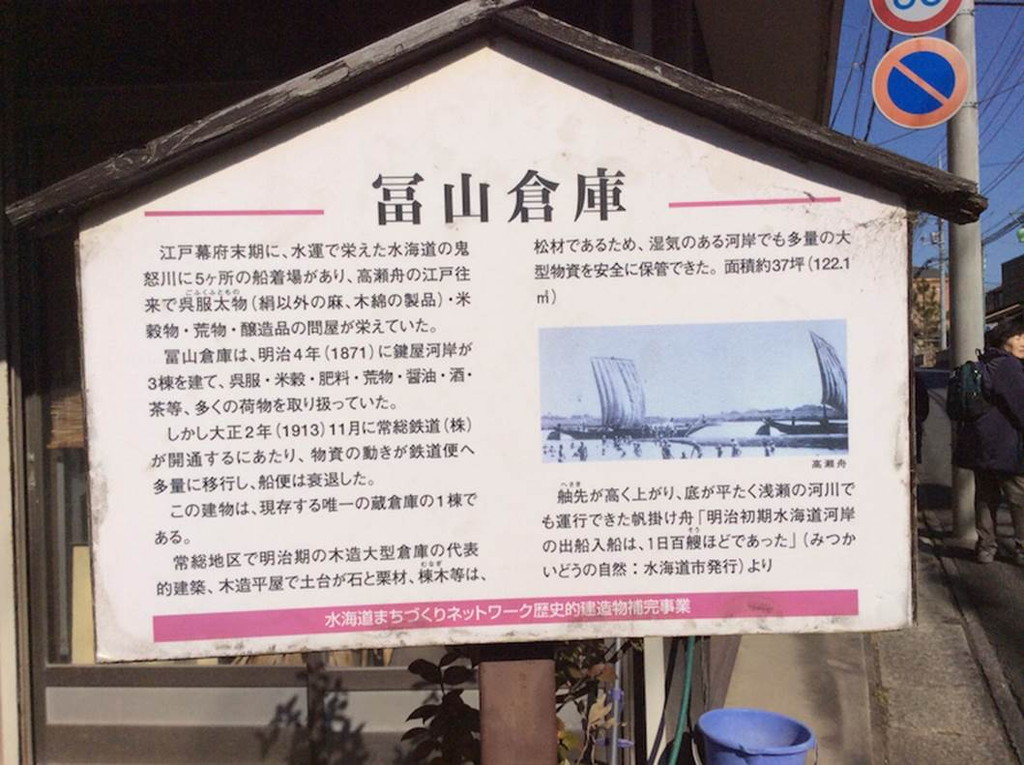 冨山倉庫
江戸幕府末期に、水運で栄えた水海道の鬼
怒川に5ヶ所の船着場があり、高瀬舟の江戸往
ごふくふともの
来で呉服太物(絹以外の麻、木綿の製品)・米
穀物・荒物・醸造品の問屋が栄えていた。
冨山倉庫は、明治4年(1871)に鍵屋河岸が
3棟を建て、呉服・米穀・肥料・荒物・醤油・酒・
茶等、多くの荷物を取り扱っていた。
しかし大正2年(1913)11月に常総鉄道(株)
が開通するにあたり、物資の動きが鉄道便へ
多量に移行し、船便は衰退した。
この建物は、現存する唯一の蔵倉庫の1棟で
ある。
常総地区で明治期の木造大型倉庫の代表
むなぎ
的建築、木造平屋で土台が石と栗材、棟木等は、
松材であるため、湿気のある河岸でも多量の大
型物資を安全に保管できた。面積約37坪(122.1
㎡)
高瀬舟
へさき
舳先が高く上がり、底が平たく浅瀬の河川で
も運行できた帆掛け舟「明治初期水海道河岸
そう
の出船入船は、1日百艘ほどであった」(みつか
いどうの自然:水海道市発行)より
水海道まちづくりネットワーク歴史的建造物補完事業